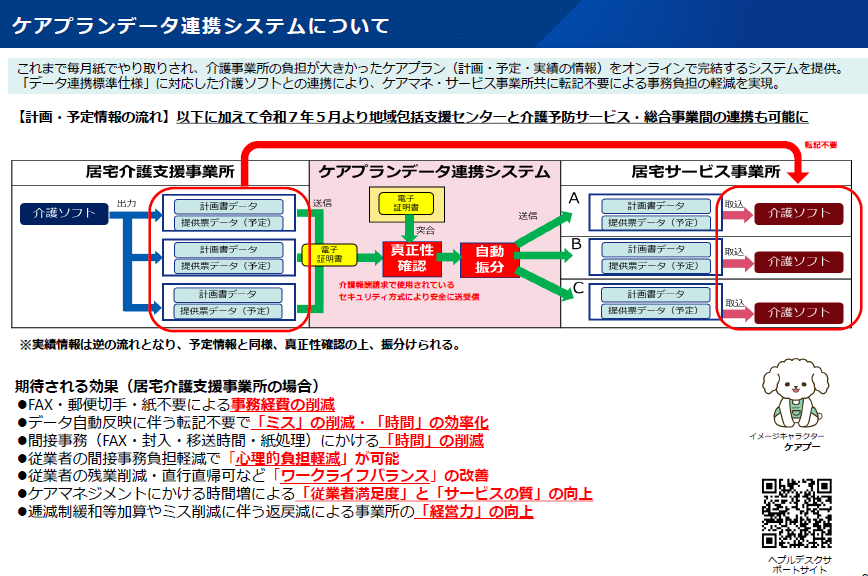 ケアプランデータ連携システムについて
これまで毎月紙でやり取りされ、介護事業所の負担が大きかったケアプラン（計画・予定・実績の情報）をオンラインで完結するシステムを提供。
「データ連携標準仕様」に対応した介護ソフトとの連携により、ケアマネ・サービス事業所共に転記不要による事務負担の軽減を実現。
【計画・予定情報の流れ】以下に加えて令和７年５月より地域包括支援センターと介護予防サービス・総合事業間の連携も可能に
転記不要
居宅介護支援事業所
ケアプランデータ連携システム
居宅サービス事業所
介護ソフト
出力
計画書データ
提供票データ（予定）
計画書データ
提供票データ（予定）
計画書データ
提供票データ（予定）
送信
電子
証明書
電子
証明書
突合
真正性
確認
自動
振分
介護報酬請求で使用されている
セキュリティ方式により安全に送受信
送信
A
計画書データ
提供票データ（予定）
取込
介護ソフト
B
計画書データ
提供票データ（予定）
取込
介護ソフト
C
計画書データ
提供票データ（予定）
取込
介護ソフト
※実績情報は逆の流れとなり、予定情報と同様、真正性確認の上、振分けられる。
期待される効果（居宅介護支援事業所の場合）
●FAX・郵便切手・紙不要による事務経費の削減
●データ自動反映に伴う転記不要で「ミス」の削減・「時間」の効率化
●間接事務（FAX・封入・移送時間・紙処理）にかける「時間」の削減
●従業者の間接事務負担軽減で「心理的負担軽減」が可能
●従業者の残業削減・直行直帰可など「ワークライフバランス」の改善
●ケアマネジメントにかける時間増による「従業者満足度」と「サービスの質」の向上
●逓減制緩和等加算やミス削減に伴う返戻減による事業所の「経営力」の向上
イメージキャラクター
ケアプー
ヘルプデスクサ
ポートサイト